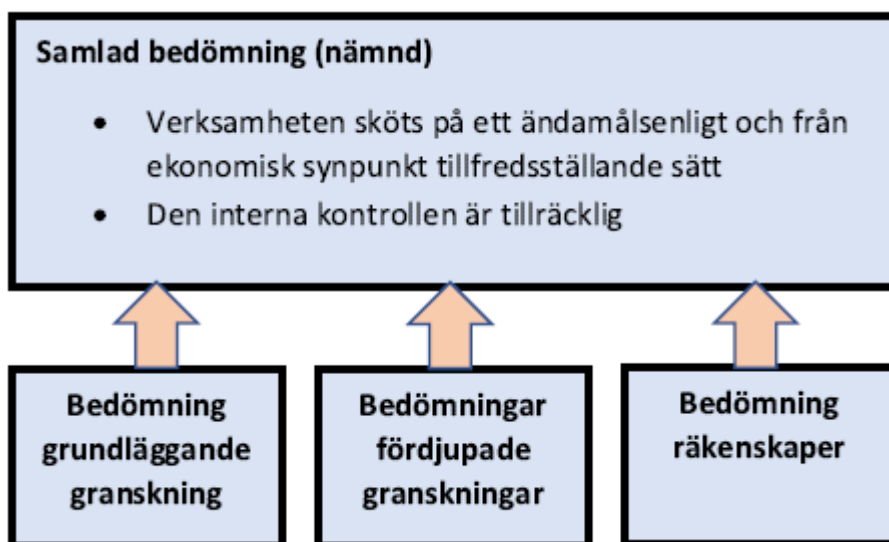 Samlad bedömning (nämnd)
• Verksamheten sköts på ett ändamålsenligt och från
ekonomisk synpunkt tillfredsställande sätt
• Den interna kontrollen är tillräcklig
Bedömning
grundläggande
granskning
Bedömningar
fördjupade
granskningar
Bedömning
räkenskaper